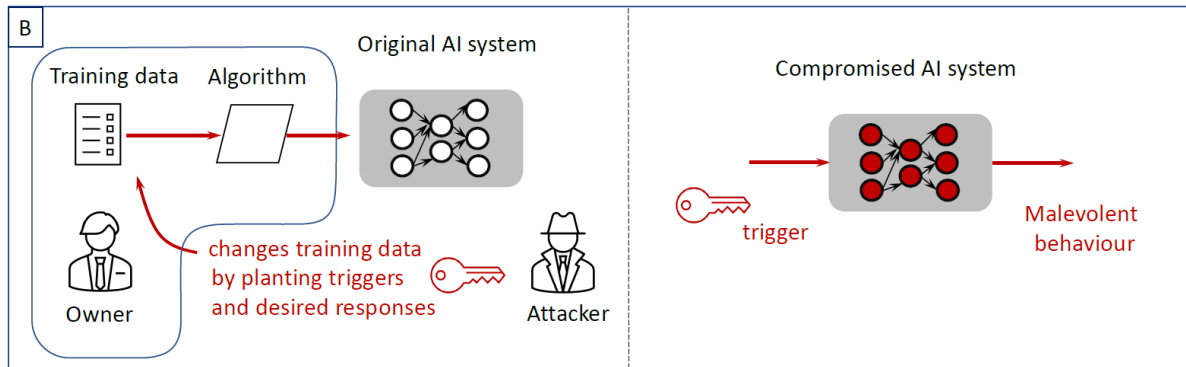 B
Original AI system
Training data
Algorithm
changes training data
by planting triggers
and desired responses
Owner
Attacker
Compromised AI system
trigger
Malevolent
behaviour